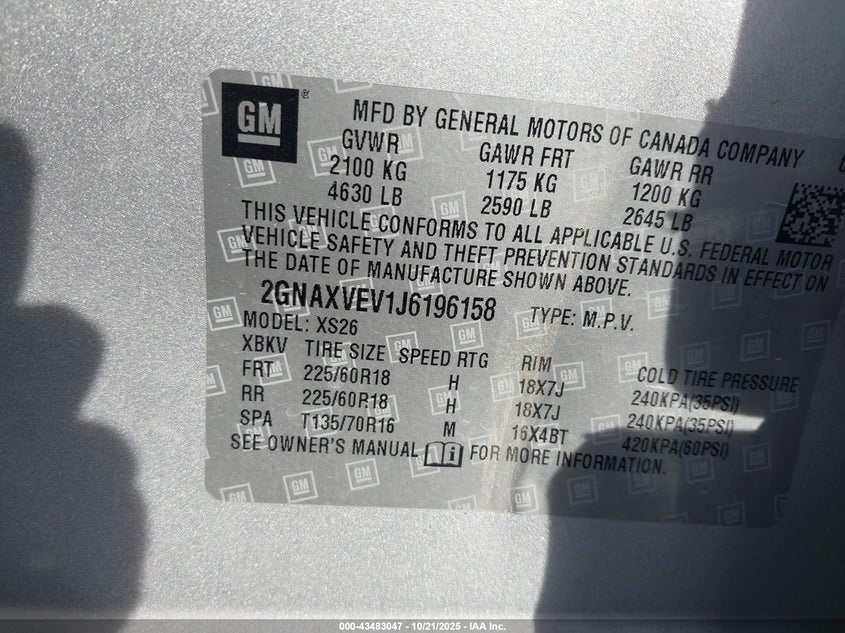 GM ®
MFD BY GENERAL MOTORS OF CANADA COMPANY
GVWR GAWR FRT GAWR RR
2100 KG 1175 KG 1200 KG
4630 LB 2590 LB 2645 LB
THIS VEHICLE CONFORMS TO ALL APPLICABLE U.S. FEDERAL MOTOR
VEHICLE SAFETY AND THEFT PREVENTION STANDARDS IN EFFECT ON
THE DATE OF MANUFACTURE SHOWN ABOVE.
2GNAXVEV1J6196158 TYPE: M.P.V.
MODEL: XS26
XBKV TIRE SIZE SPEED RTG RIM COLD TIRE PRESSURE
FRT 225/60R18 H 18X7J 240KPA(35PSI)
RR 225/60R18 H 18X7J 240KPA(35PSI)
SPA T135/70R16 M 16X4BT 420KPA(60PSI)
SEE OWNER'S MANUAL FOR MORE INFORMATION.
000-43483047 - 10/21/2025 - IAA Inc.